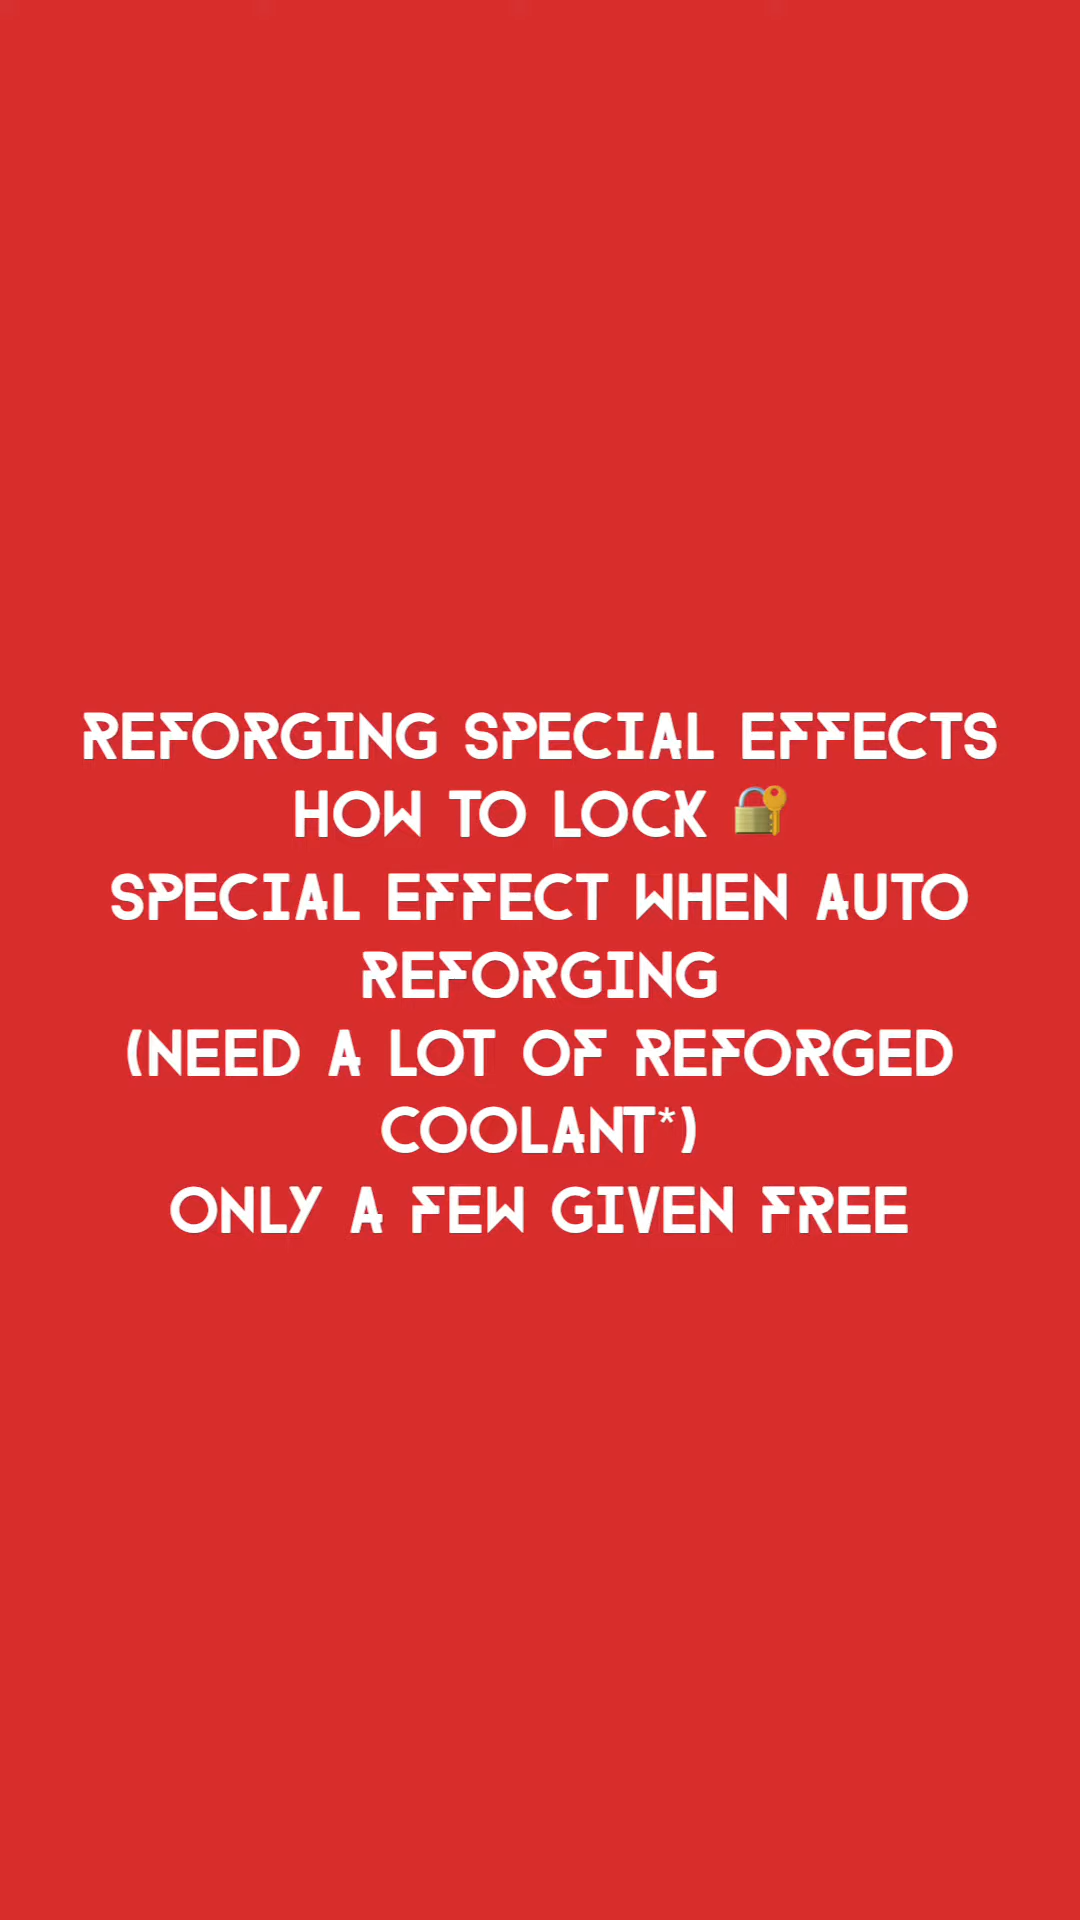 REFORGING SPECIAL EFFECTS
HOW TO LOCK 🔐
SPECIAL EFFECT WHEN AUTO
REFORGING
(NEED A LOT OF REFORGED
COOLANT*)
ONLY A FEW GIVEN FREE